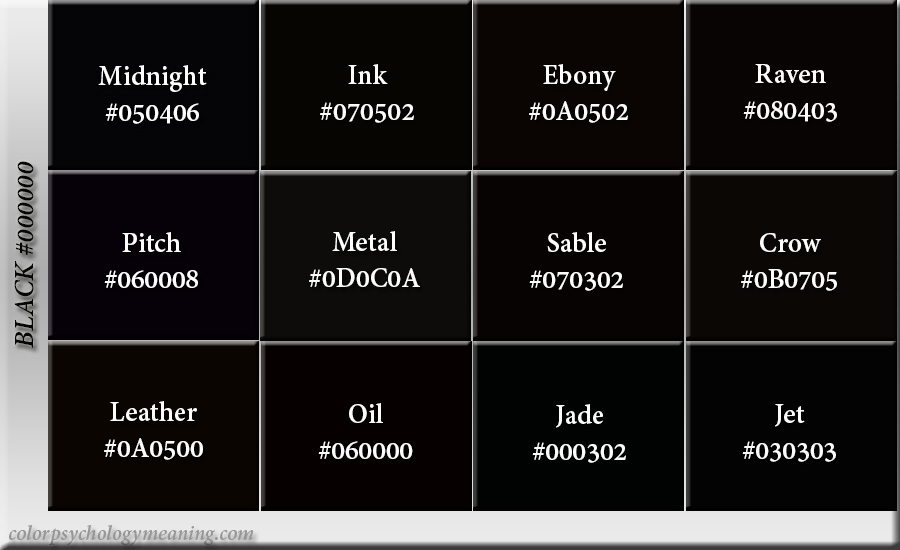 BLACK #000000
Midnight
#050406
Ink
#070502
Ebony
#0A0502
Raven
#080403
Pitch
#060008
Metal
#0D0C0A
Sable
#070302
Crow
#0B0705
Leather
#0A0500
Oil
#060000
Jade
#000302
Jet
#030303
colorpsychologymeaning.com